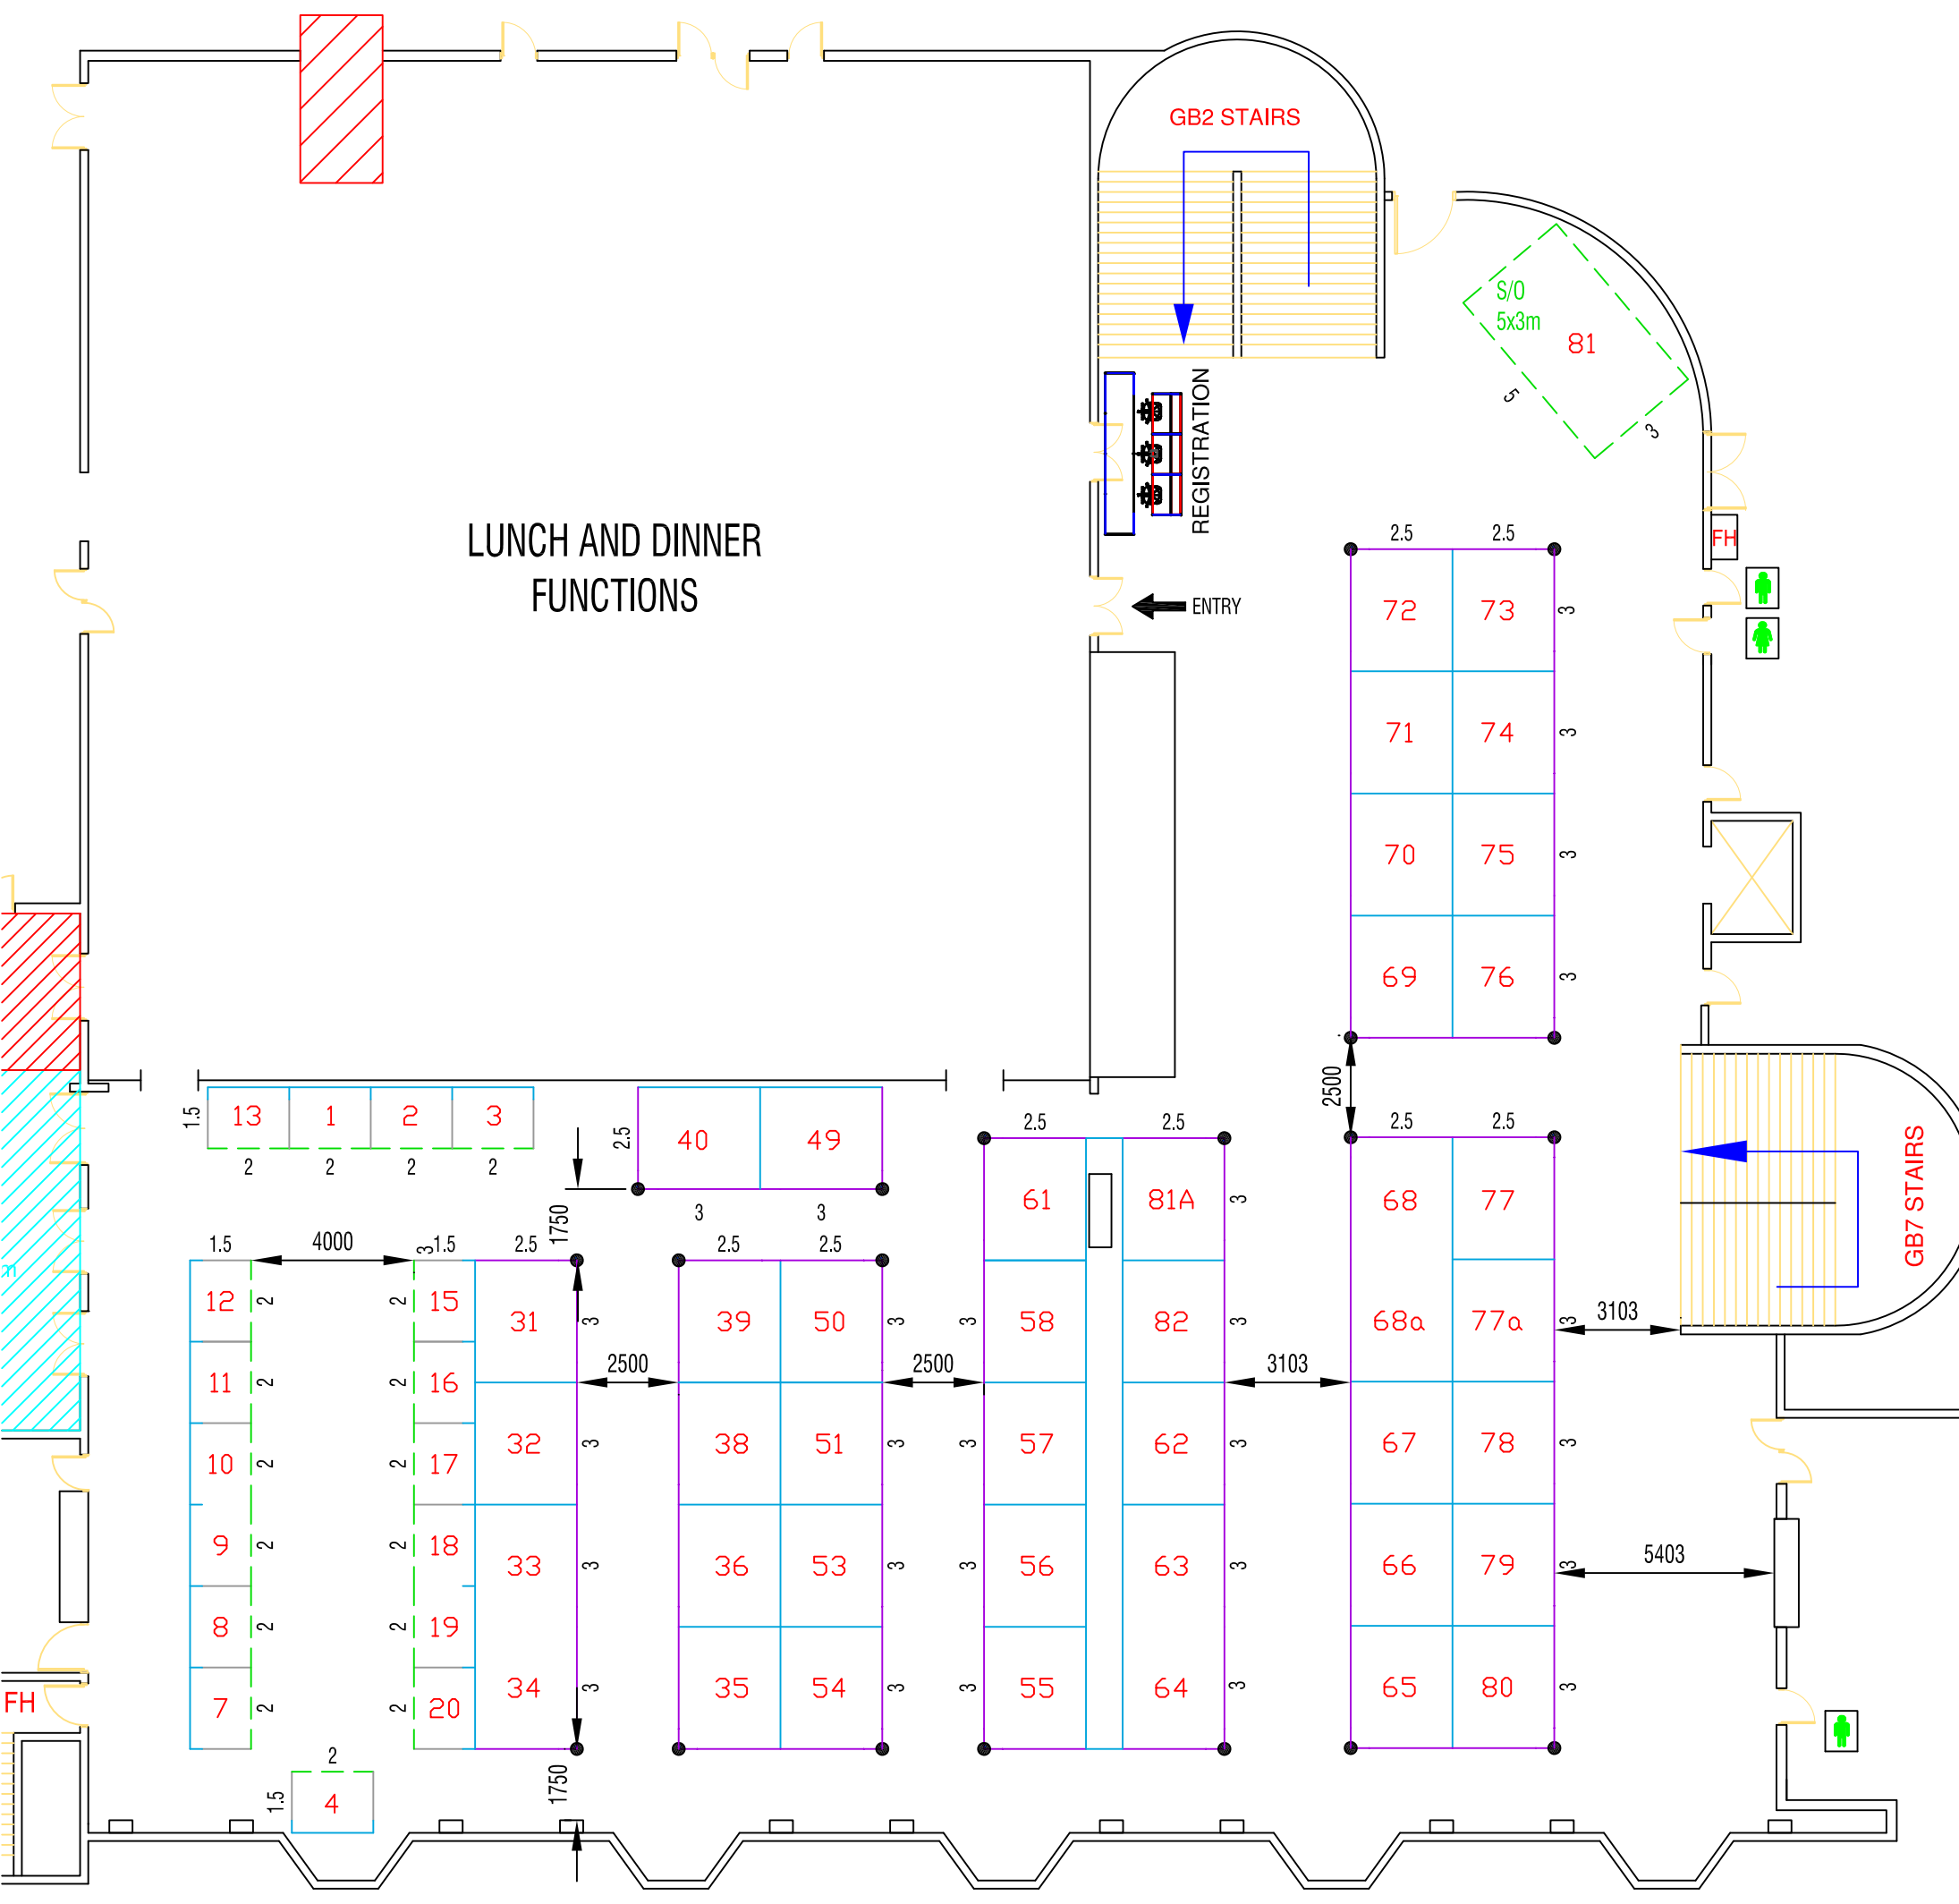 GB2 STAIRS
S/O
5x3m
81
5
3
REGISTRATION
LUNCH AND DINNER
FUNCTIONS
ENTRY
FH
2.5 2.5
72 73 3
71 74 3
70 75 3
69 76 3
2500
1.5 13 1 2 3
2 2 2 2
2.5 40 49
3 3
1750
2.5 2.5
61 81A 3
2.5 2.5
68 77
GB7 STAIRS
1.5 4000 3 1.5 2.5
2.5 2.5
12 2 2 15
31 3
39 50 3
3 58 82 3
68a 77a 3
3103
11 2 2 16
2500
2500
3103
10 2 2 17
32 3
38 51 3
3 57 62 3
67 78 3
9 2 2 18
33 3
36 53 3
3 56 63 3
66 79 3
5403
8 2 2 19
7 2 2 20
34 3
35 54 3
3 55 64 3
65 80 3
FH
2
1.5 4
1750
m